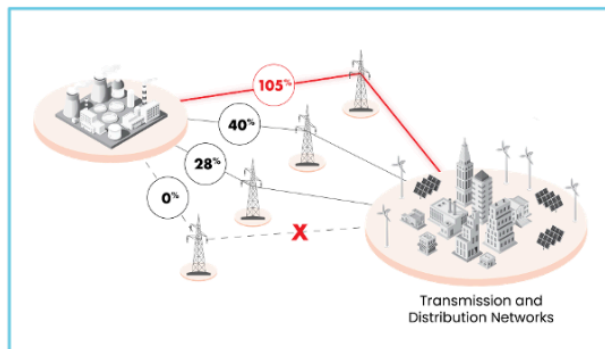 105%
40%
28%
0%
X
Transmission and
Distribution Networks